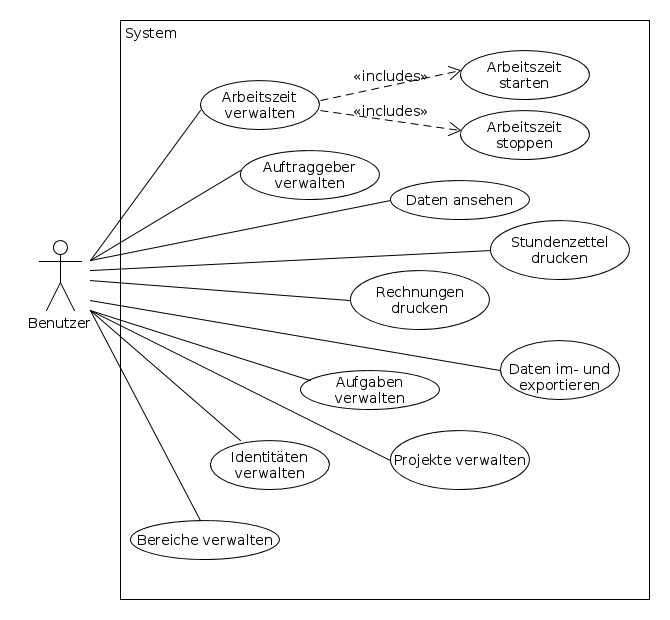 System
«includes»
Arbeitszeit
starten
Arbeitszeit
verwalten
«includes»
Arbeitszeit
stoppen
Auftraggeber
verwalten
Daten ansehen
Stundenzettel
drucken
Rechnungen
drucken
Benutzer
Daten im- und
exportieren
Aufgaben
verwalten
Identitäten
verwalten
Projekte verwalten
Bereiche verwalten